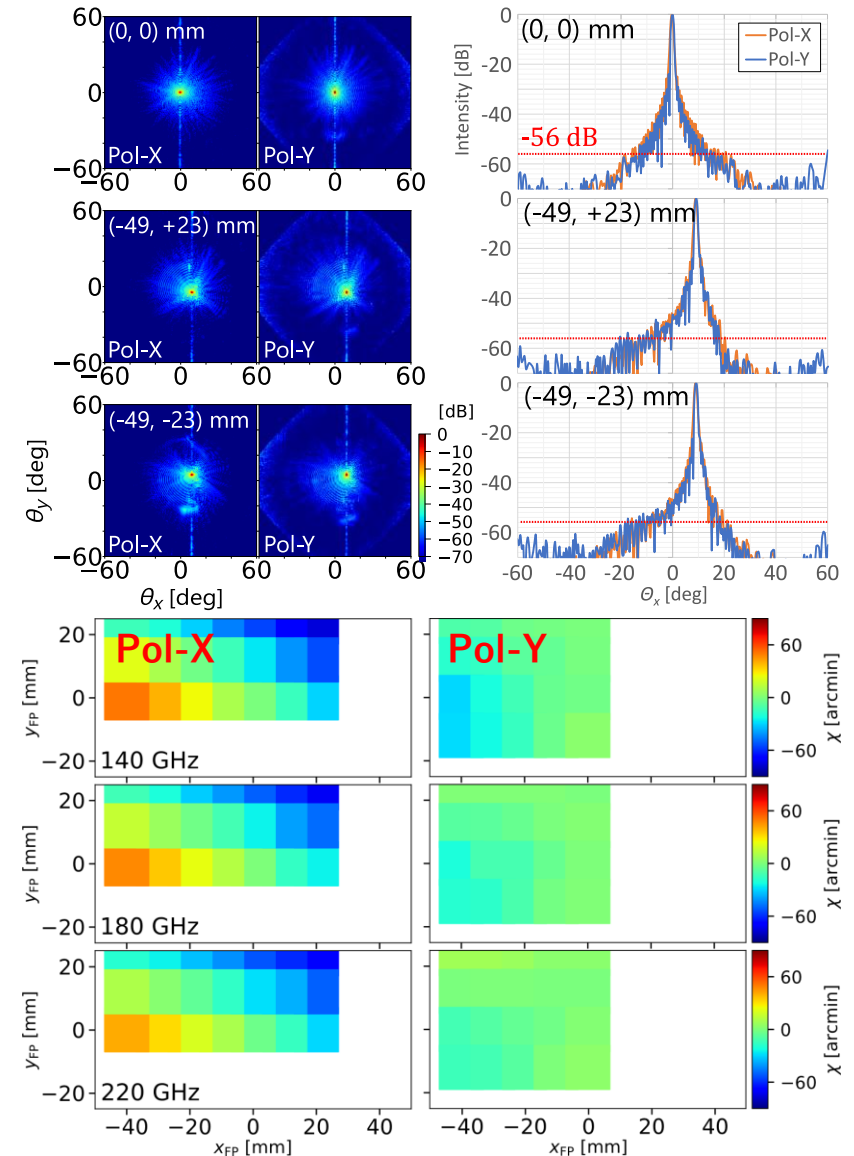 (0, 0) mm
60
0
−60
Pol-X
Pol-Y
−60
0
60
0
60
(-49, +23) mm
60
0
−60
Pol-X
Pol-Y
0
60
0
60
(-49, -23) mm
60
0
−60
Pol-X
Pol-Y
−60
0
60
0
60
θy [deg]
θx [deg]
[dB]
0
−10
−20
−30
−40
−50
−60
−70
(0, 0) mm
Pol-X
Pol-Y
Intensity [dB]
0
-20
-40
-60
-56 dB
(-49, +23) mm
0
-20
-40
-60
(-49, -23) mm
0
-20
-40
-60
-60
-40
-20
0
20
40
60
Θx [deg]
Pol-X
20
0
−20
yFP [mm]
140 GHz
Pol-Y
60
0
−60
χ [arcmin]
20
0
−20
yFP [mm]
180 GHz
60
0
−60
χ [arcmin]
20
0
−20
yFP [mm]
220 GHz
60
0
−60
χ [arcmin]
−40
−20
0
20
40
xFP [mm]
−40
−20
0
20
40
xFP [mm]